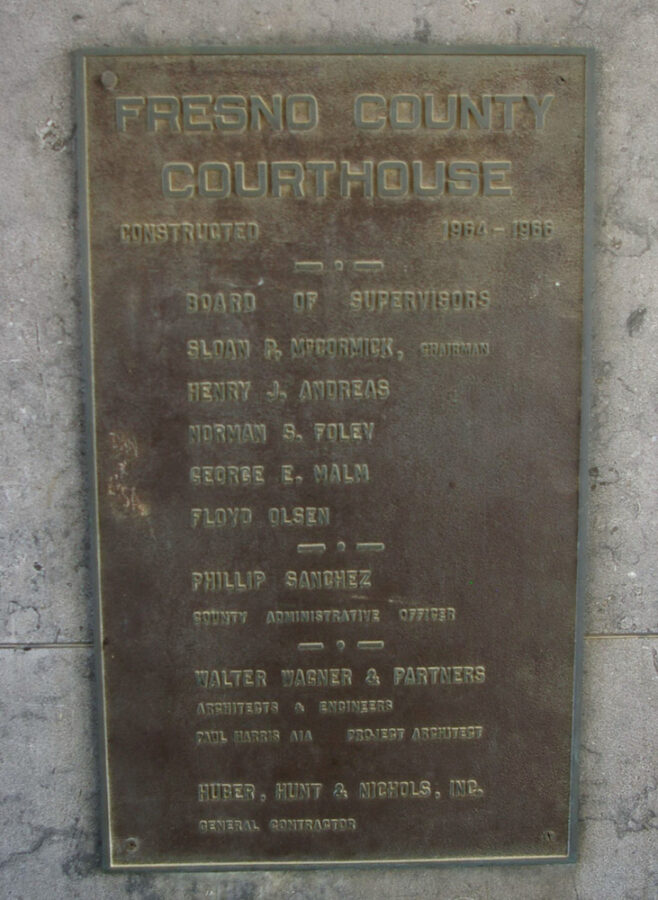 FRESNO COUNTY
COURTHOUSE
CONSTRUCTED 1964 - 1966
BOARD OF SUPERVISORS
SLOAN P. McCORMICK, CHAIRMAN
HENRY J. ANDREAS
NORMAN S. FOLEY
GEORGE E. MALM
FLOYD OLSEN
PHILLIP SANCHEZ
COUNTY ADMINISTRATIVE OFFICER
WALTER WAGNER & PARTNERS
ARCHITECTS & ENGINEERS
PAUL HARRIS AIA PROJECT ARCHITECT
HUBER, HUNT & NICHOLS, INC.
GENERAL CONTRACTOR